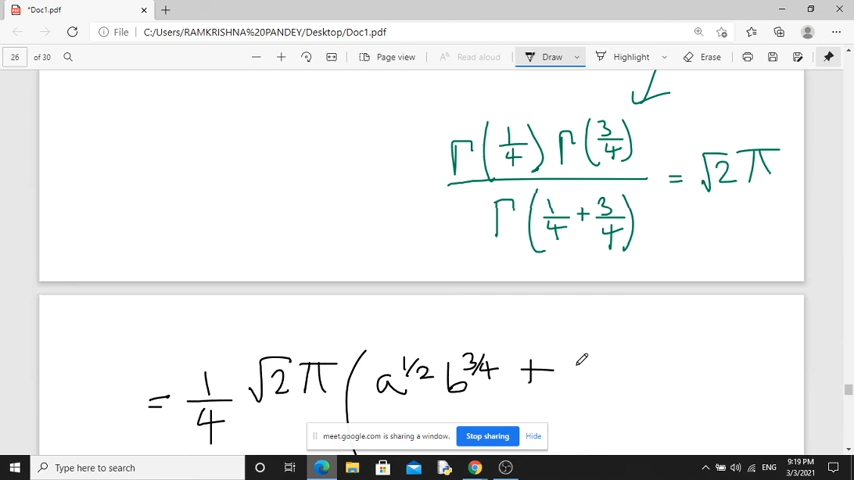 *Doc1.pdf
File C:/Users/RAMKRISHNA%20PANDEY/Desktop/Doc1.pdf
26 of 30 Page view Read aloud Draw Highlight Erase
Γ(1/4) Γ(3/4) / Γ(1/4 + 3/4) = √2 π
= 1/4 √2 π ( a^1/2 b^3/4 +
meet.google.com is sharing a window. Stop sharing Hide
Type here to search
ENG
9:19 PM
3/3/2021